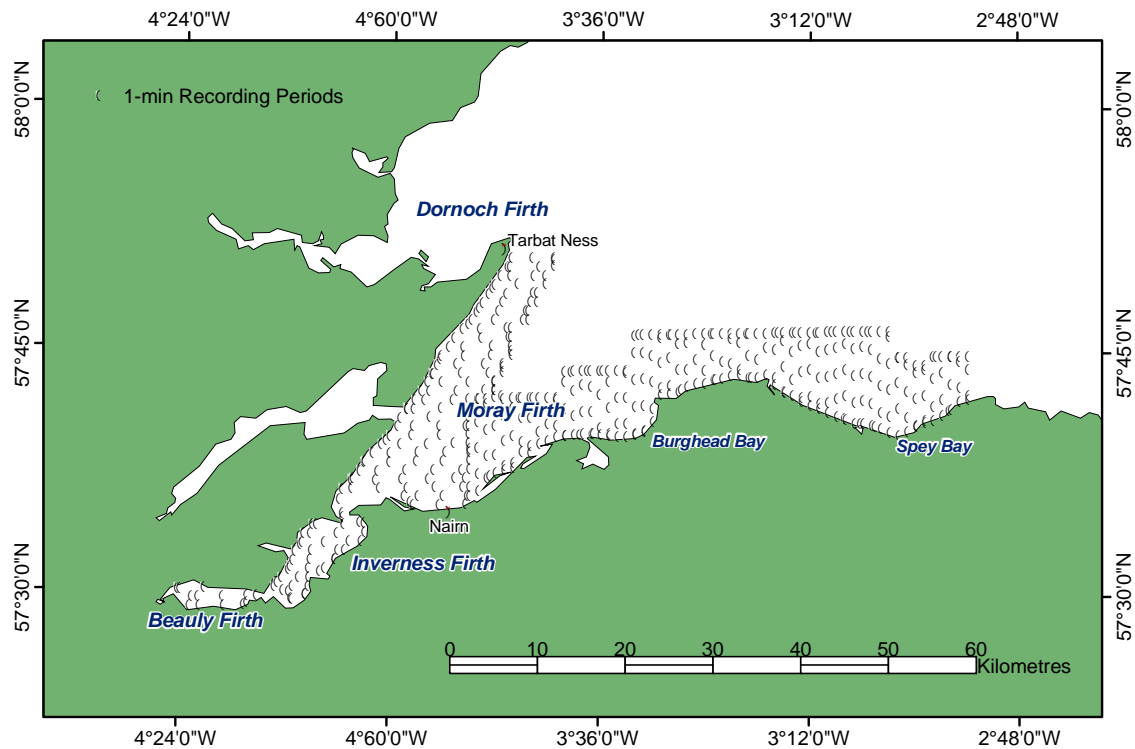 4°24'0"W 4°60'0"W 3°36'0"W 3°12'0"W 2°48'0"W
58°0'0"N
58°0'0"N
1-min Recording Periods
Dornoch Firth
Tarbat Ness
57°45'0"N
57°45'0"N
Moray Firth
Burghead Bay
Spey Bay
Nairn
Inverness Firth
57°30'0"N
57°30'0"N
Beauly Firth
0 10 20 30 40 50 60
Kilometres
4°24'0"W 4°60'0"W 3°36'0"W 3°12'0"W 2°48'0"W